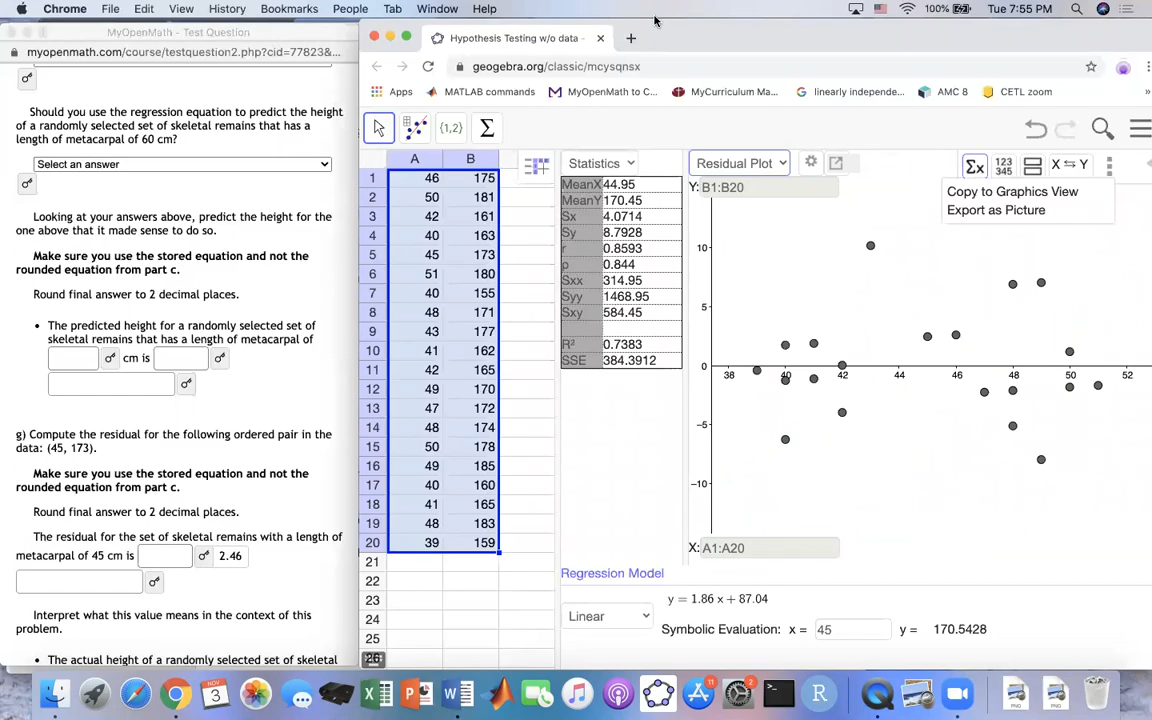 Chrome File Edit View History Bookmarks People Tab Window Help 100% Tue 7:55 PM
MyOpenMath - Test Question
myopenmath.com/course/testquestion2.php?cid=77823&...
Should you use the regression equation to predict the height
of a randomly selected set of skeletal remains that has a
length of metacarpal of 60 cm?
Select an answer
Looking at your answers above, predict the height for the
one above that it made sense to do so.
Make sure you use the stored equation and not the
rounded equation from part c.
Round final answer to 2 decimal places.
• The predicted height for a randomly selected set of
skeletal remains that has a length of metacarpal of
cm is
g) Compute the residual for the following ordered pair in the
data: (45, 173).
Make sure you use the stored equation and not the
rounded equation from part c.
Round final answer to 2 decimal places.
The residual for the set of skeletal remains with a length of
metacarpal of 45 cm is 2.46
Interpret what this value means in the context of this
problem.
• The actual height of a randomly selected set of skeletal
Hypothesis Testing w/o data -
geogebra.org/classic/mcysqnsx
Apps MATLAB commands MyOpenMath to C... MyCurriculum Ma... linearly independe... AMC 8 CETL zoom »
{1,2} Σ
A B
1 46 175
2 50 181
3 42 161
4 40 163
5 45 173
6 51 180
7 40 155
8 48 171
9 43 177
10 41 162
11 42 165
12 49 170
13 47 172
14 48 174
15 50 178
16 49 185
17 40 160
18 41 165
19 48 183
20 39 159
21
22
23
24
25
Statistics
MeanX 44.95
MeanY 170.45
Sx 4.0714
Sy 8.7928
r 0.8593
ρ 0.844
Sxx 314.95
Syy 1468.95
Sxy 584.45
R² 0.7383
SSE 384.3912
Residual Plot
Σx 123 345 X ⇆ Y
Copy to Graphics View
Export as Picture
Y: B1:B20
10
5
0
−5
−10
38 40 42 44 46 48 50 52
X: A1:A20
Regression Model
y = 1.86 x + 87.04
Linear
Symbolic Evaluation: x = 45 y = 170.5428
NOV 3 11 2 R